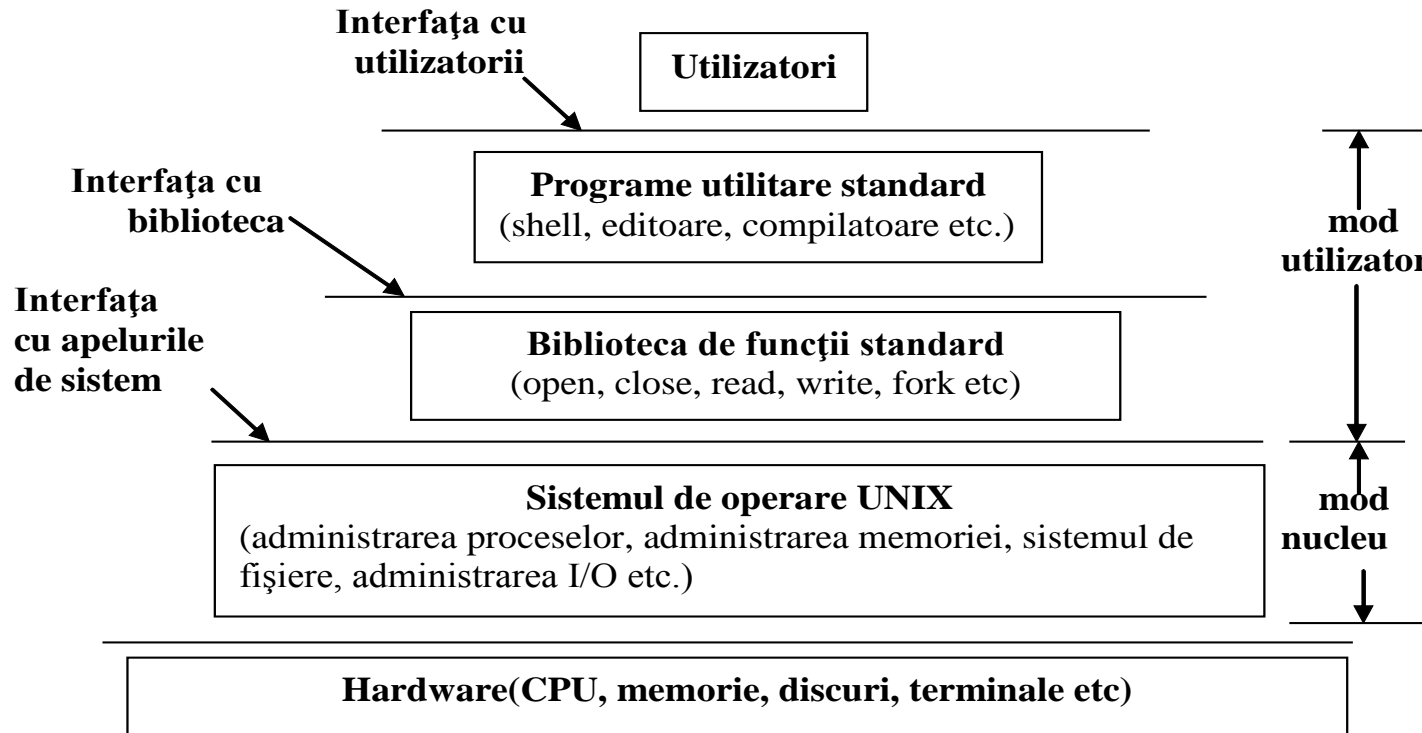 Interfaţa cu
utilizatorii
Utilizatori
Programe utilitare standard
(shell, editoare, compilatoare etc.)
Interfaţa cu
biblioteca
mod
utilizator
Interfaţa
cu apelurile
de sistem
Biblioteca de funcţii standard
(open, close, read, write, fork etc)
Sistemul de operare UNIX
(administrarea proceselor, administrarea memoriei, sistemul de
fişiere, administrarea I/O etc.)
mod
nucleu
Hardware(CPU, memorie, discuri, terminale etc)